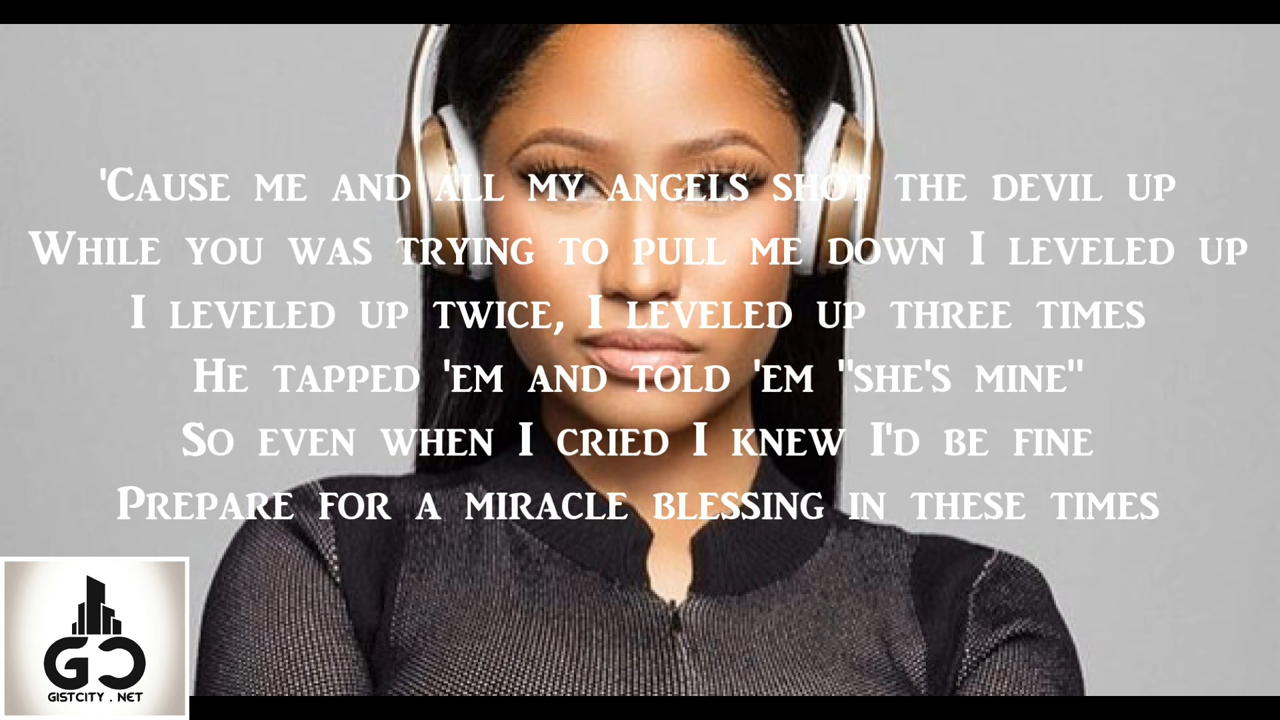 'Cause me and all my angels shot the devil up
While you was trying to pull me down I leveled up
I leveled up twice, I leveled up three times
He tapped 'em and told 'em "she's mine"
So even when I cried I knew I'd be fine
Prepare for a miracle blessing in these times
GC
GISTCITY . NET